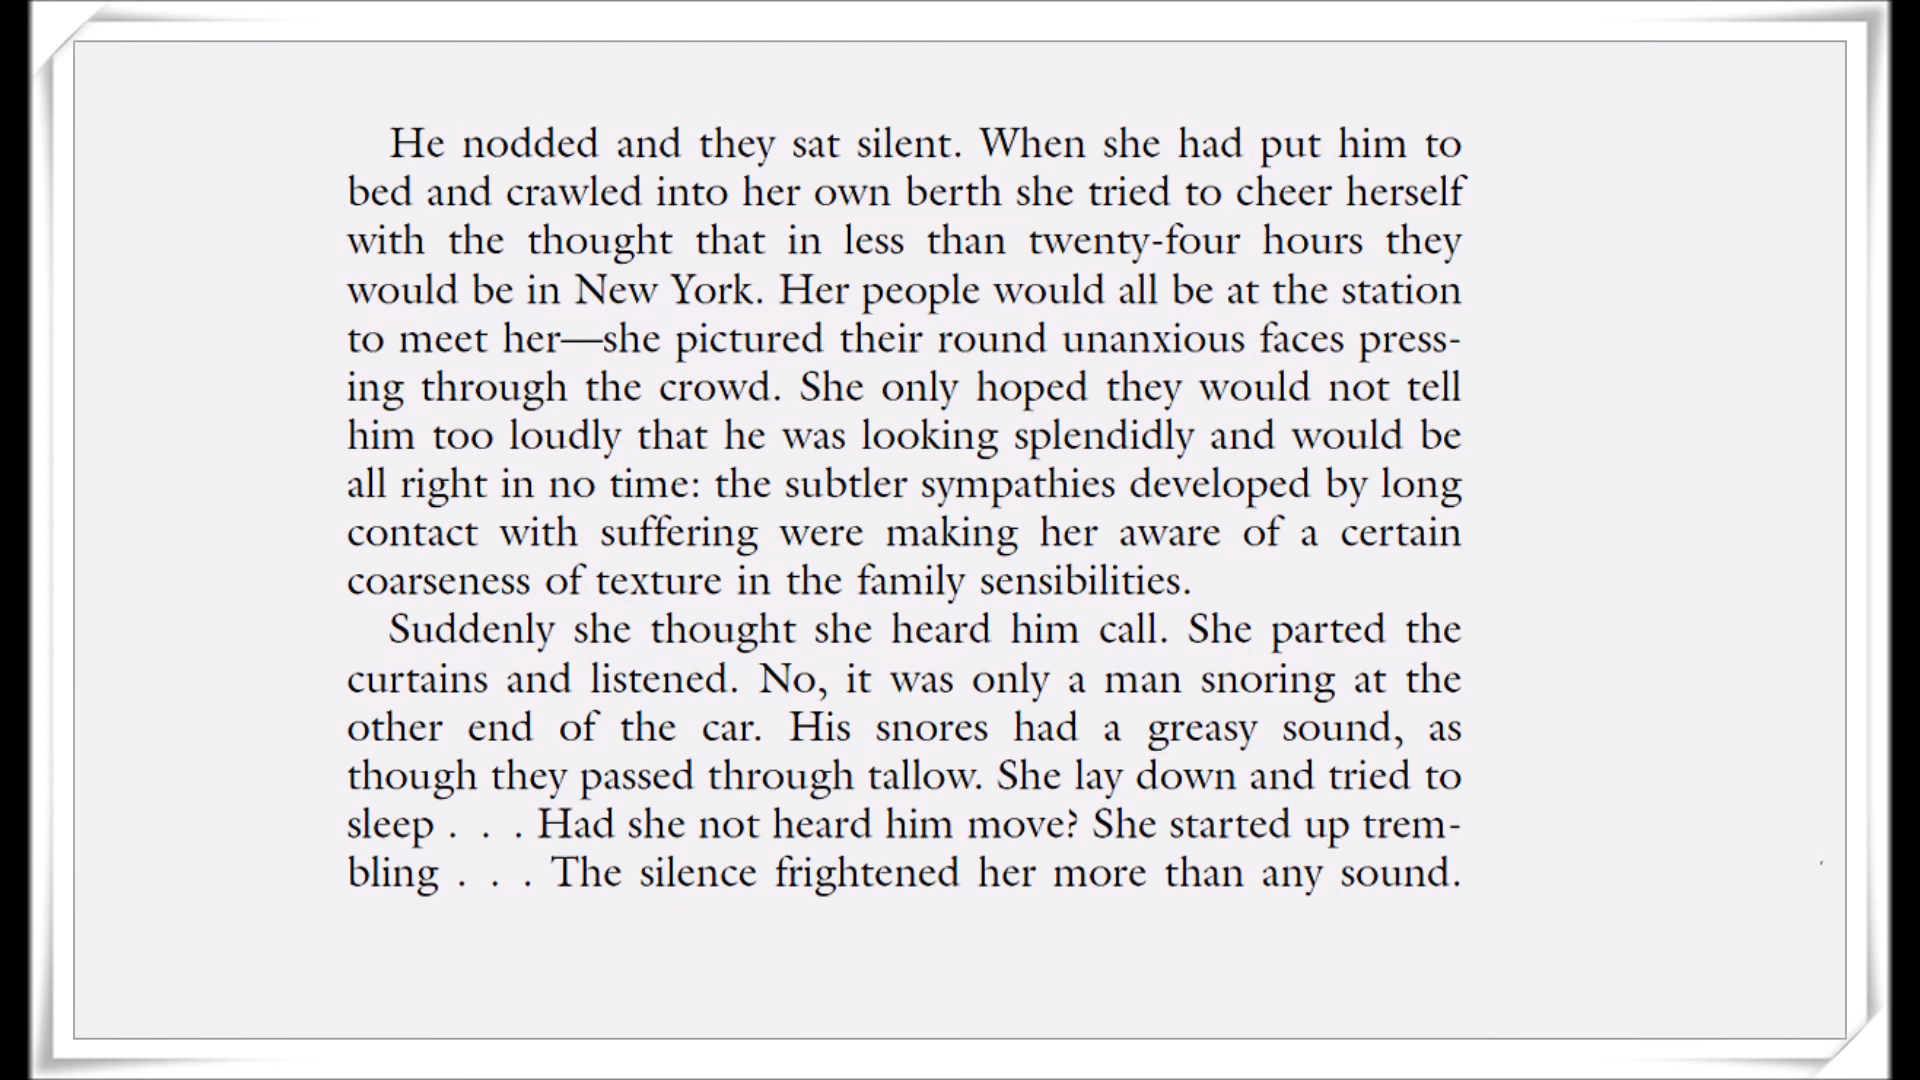 He nodded and they sat silent. When she had put him to
bed and crawled into her own berth she tried to cheer herself
with the thought that in less than twenty-four hours they
would be in New York. Her people would all be at the station
to meet her—she pictured their round unanxious faces press-
ing through the crowd. She only hoped they would not tell
him too loudly that he was looking splendidly and would be
all right in no time: the subtler sympathies developed by long
contact with suffering were making her aware of a certain
coarseness of texture in the family sensibilities.
Suddenly she thought she heard him call. She parted the
curtains and listened. No, it was only a man snoring at the
other end of the car. His snores had a greasy sound, as
though they passed through tallow. She lay down and tried to
sleep . . . Had she not heard him move? She started up trem-
bling . . . The silence frightened her more than any sound.